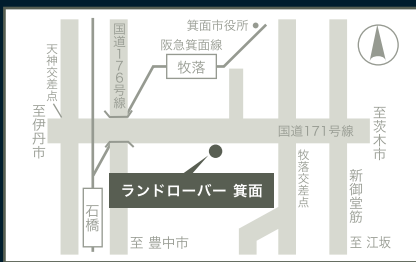 箕面市役所
阪急箕面線
牧落
国道176号線
天神交差点
至伊丹市
国道171号線
至茨木市
ランドローバー 箕面
牧落交差点
新御堂筋
石橋
至 豊中市
至 江坂